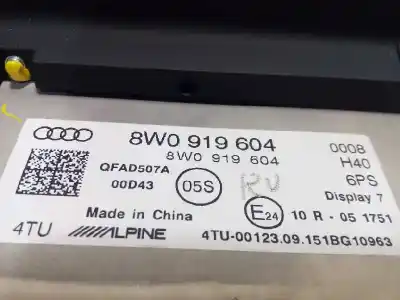 8W0 919 604
8W0 919 604
0008
H40
6PS
Display 7
QFAD507A
00D43
05S
RU
E24
10 R - 05 1751
Made in China
4TU
ALPINE
4TU-00123.09.151BG10963